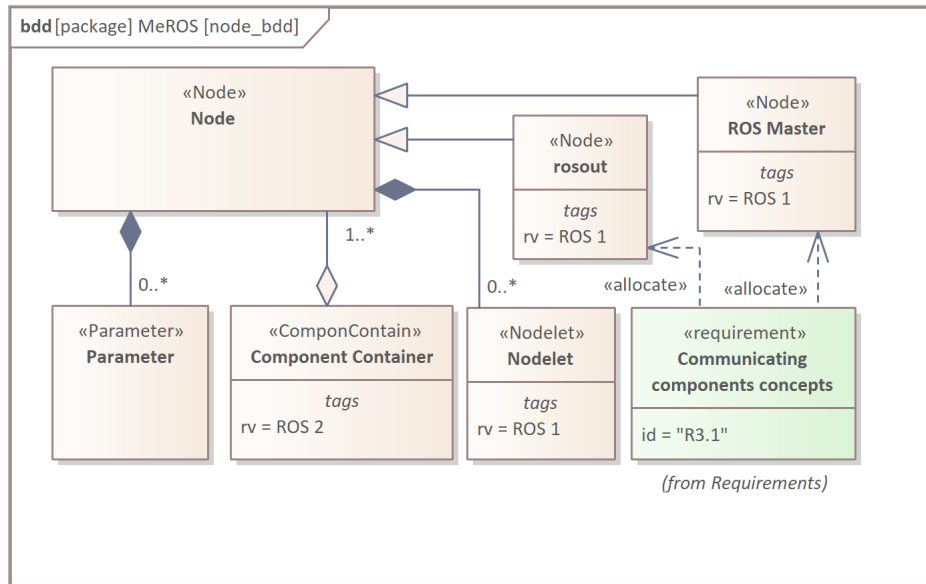 bdd [package] MeROS [node_bdd]
«Node»
Node
«Node»
rosout
tags
rv = ROS 1
«Node»
ROS Master
tags
rv = ROS 1
1..*
0..*
0..*
«allocate»
«allocate»
«Parameter»
Parameter
«ComponContain»
Component Container
tags
rv = ROS 2
«Nodelet»
Nodelet
tags
rv = ROS 1
«requirement»
Communicating
components concepts
id = "R3.1"
(from Requirements)